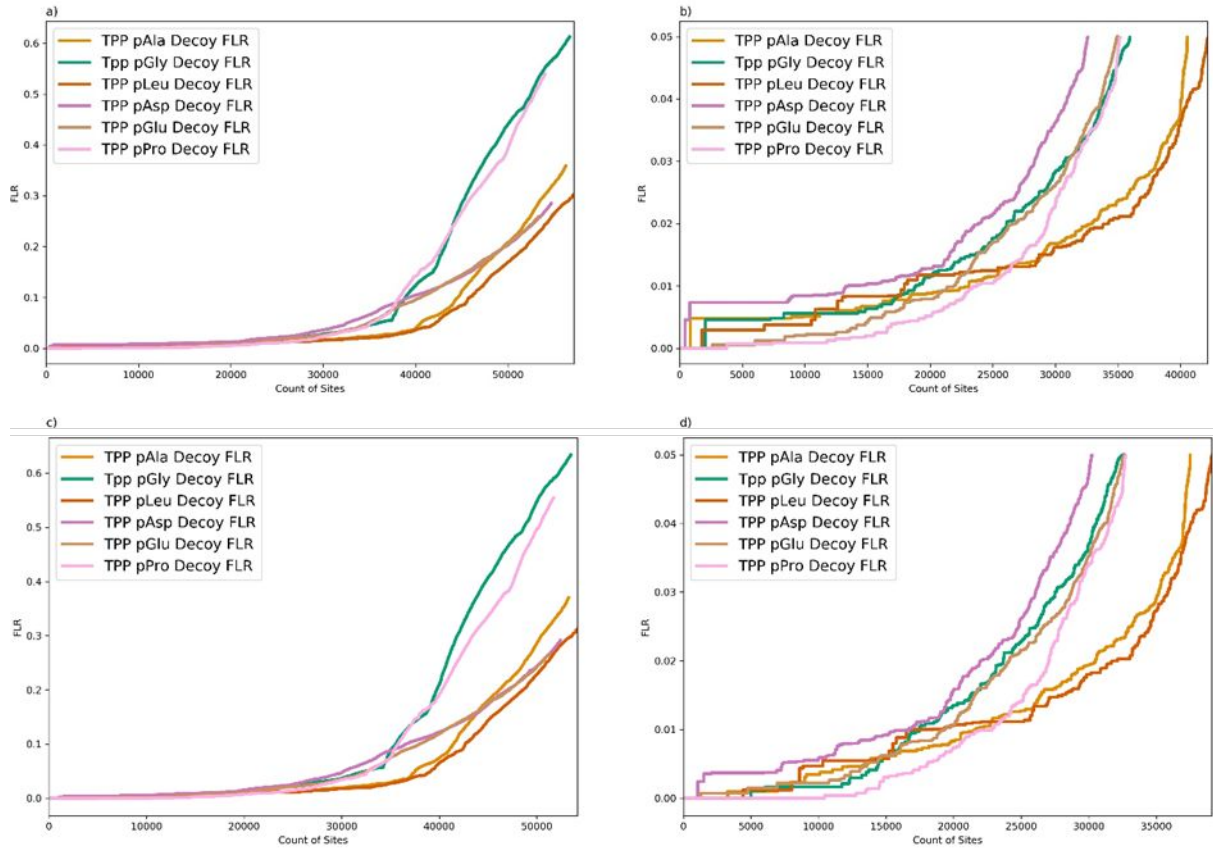 a)
TPP pAla Decoy FLR
Tpp pGly Decoy FLR
TPP pLeu Decoy FLR
TPP pAsp Decoy FLR
TPP pGlu Decoy FLR
TPP pPro Decoy FLR
0.6
0.5
0.4
0.3
0.2
0.1
0.0
FLR
0
10000
20000
30000
40000
50000
Count of Sites
b)
TPP pAla Decoy FLR
Tpp pGly Decoy FLR
TPP pLeu Decoy FLR
TPP pAsp Decoy FLR
TPP pGlu Decoy FLR
TPP pPro Decoy FLR
0.05
0.04
0.03
0.02
0.01
0.00
FLR
0
5000
10000
15000
20000
25000
30000
35000
40000
Count of Sites
c)
TPP pAla Decoy FLR
Tpp pGly Decoy FLR
TPP pLeu Decoy FLR
TPP pAsp Decoy FLR
TPP pGlu Decoy FLR
TPP pPro Decoy FLR
0.6
0.5
0.4
0.3
0.2
0.1
0.0
FLR
0
10000
20000
30000
40000
50000
Count of Sites
d)
TPP pAla Decoy FLR
Tpp pGly Decoy FLR
TPP pLeu Decoy FLR
TPP pAsp Decoy FLR
TPP pGlu Decoy FLR
TPP pPro Decoy FLR
0.05
0.04
0.03
0.02
0.01
0.00
FLR
0
5000
10000
15000
20000
25000
30000
35000
Count of Sites